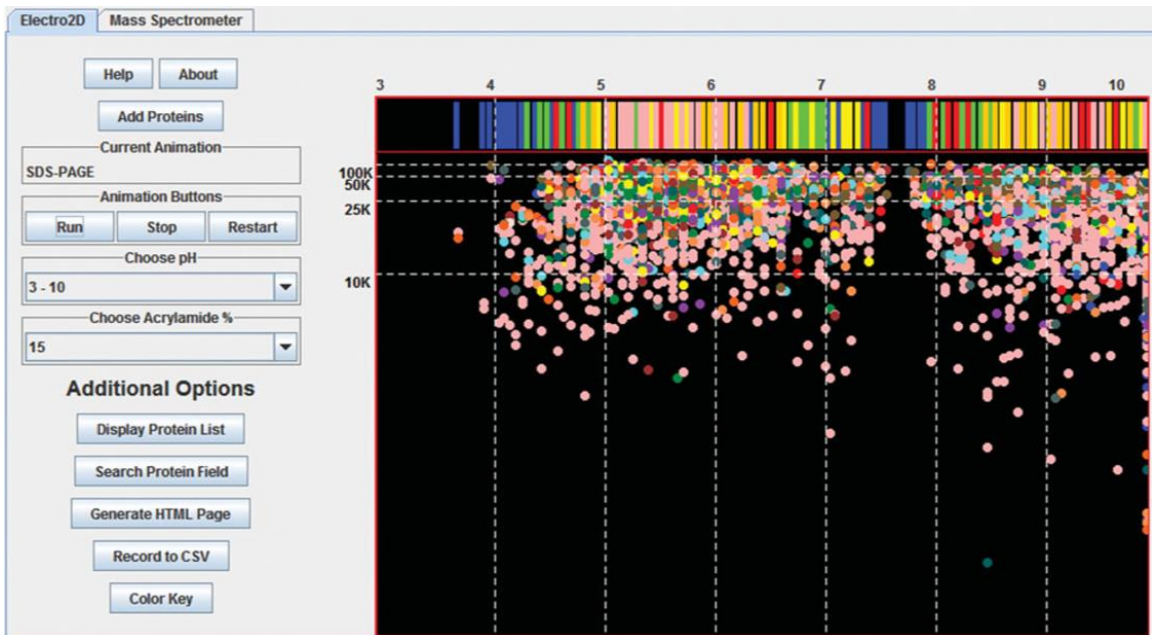 Electro2D Mass Spectrometer
Help About
Add Proteins
Current Animation
SDS-PAGE
Animation Buttons
Run Stop Restart
Choose pH
3 - 10
Choose Acrylamide %
15
Additional Options
Display Protein List
Search Protein Field
Generate HTML Page
Record to CSV
Color Key
3 4 5 6 7 8 9 10
100K
50K
25K
10K